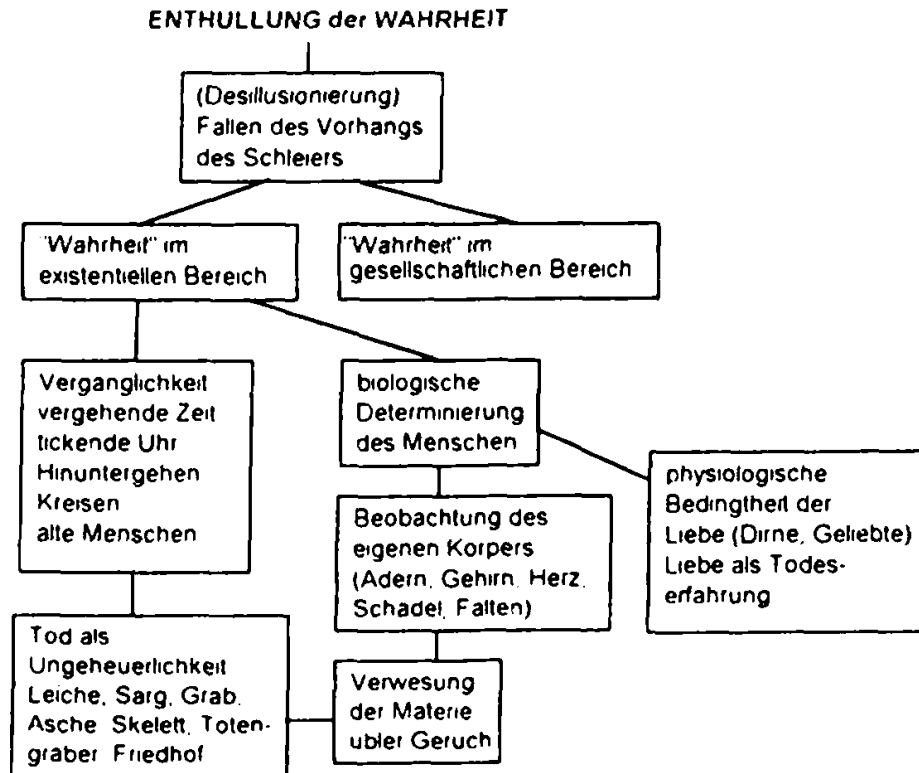 ENTHULLUNG der WAHRHEIT
(Desillusionierung)
Fallen des Vorhangs
des Schleiers
"Wahrheit" im
existentiellen Bereich
"Wahrheit" im
gesellschaftlichen Bereich
Verganglichkeit
vergehende Zeit
tickende Uhr
Hinuntergehen
Kreisen
alte Menschen
biologische
Determinierung
des Menschen
physiologische
Bedingtheit der
Liebe (Dirne, Geliebte)
Liebe als Todes-
erfahrung
Beobachtung des
eigenen Korpers
(Adern, Gehirn, Herz,
Schadel, Falten)
Tod als
Ungeheuerlichkeit
Leiche, Sarg, Grab,
Asche Skelett, Toten-
graber Friedhof
Verwesung
der Materie
ubler Geruch